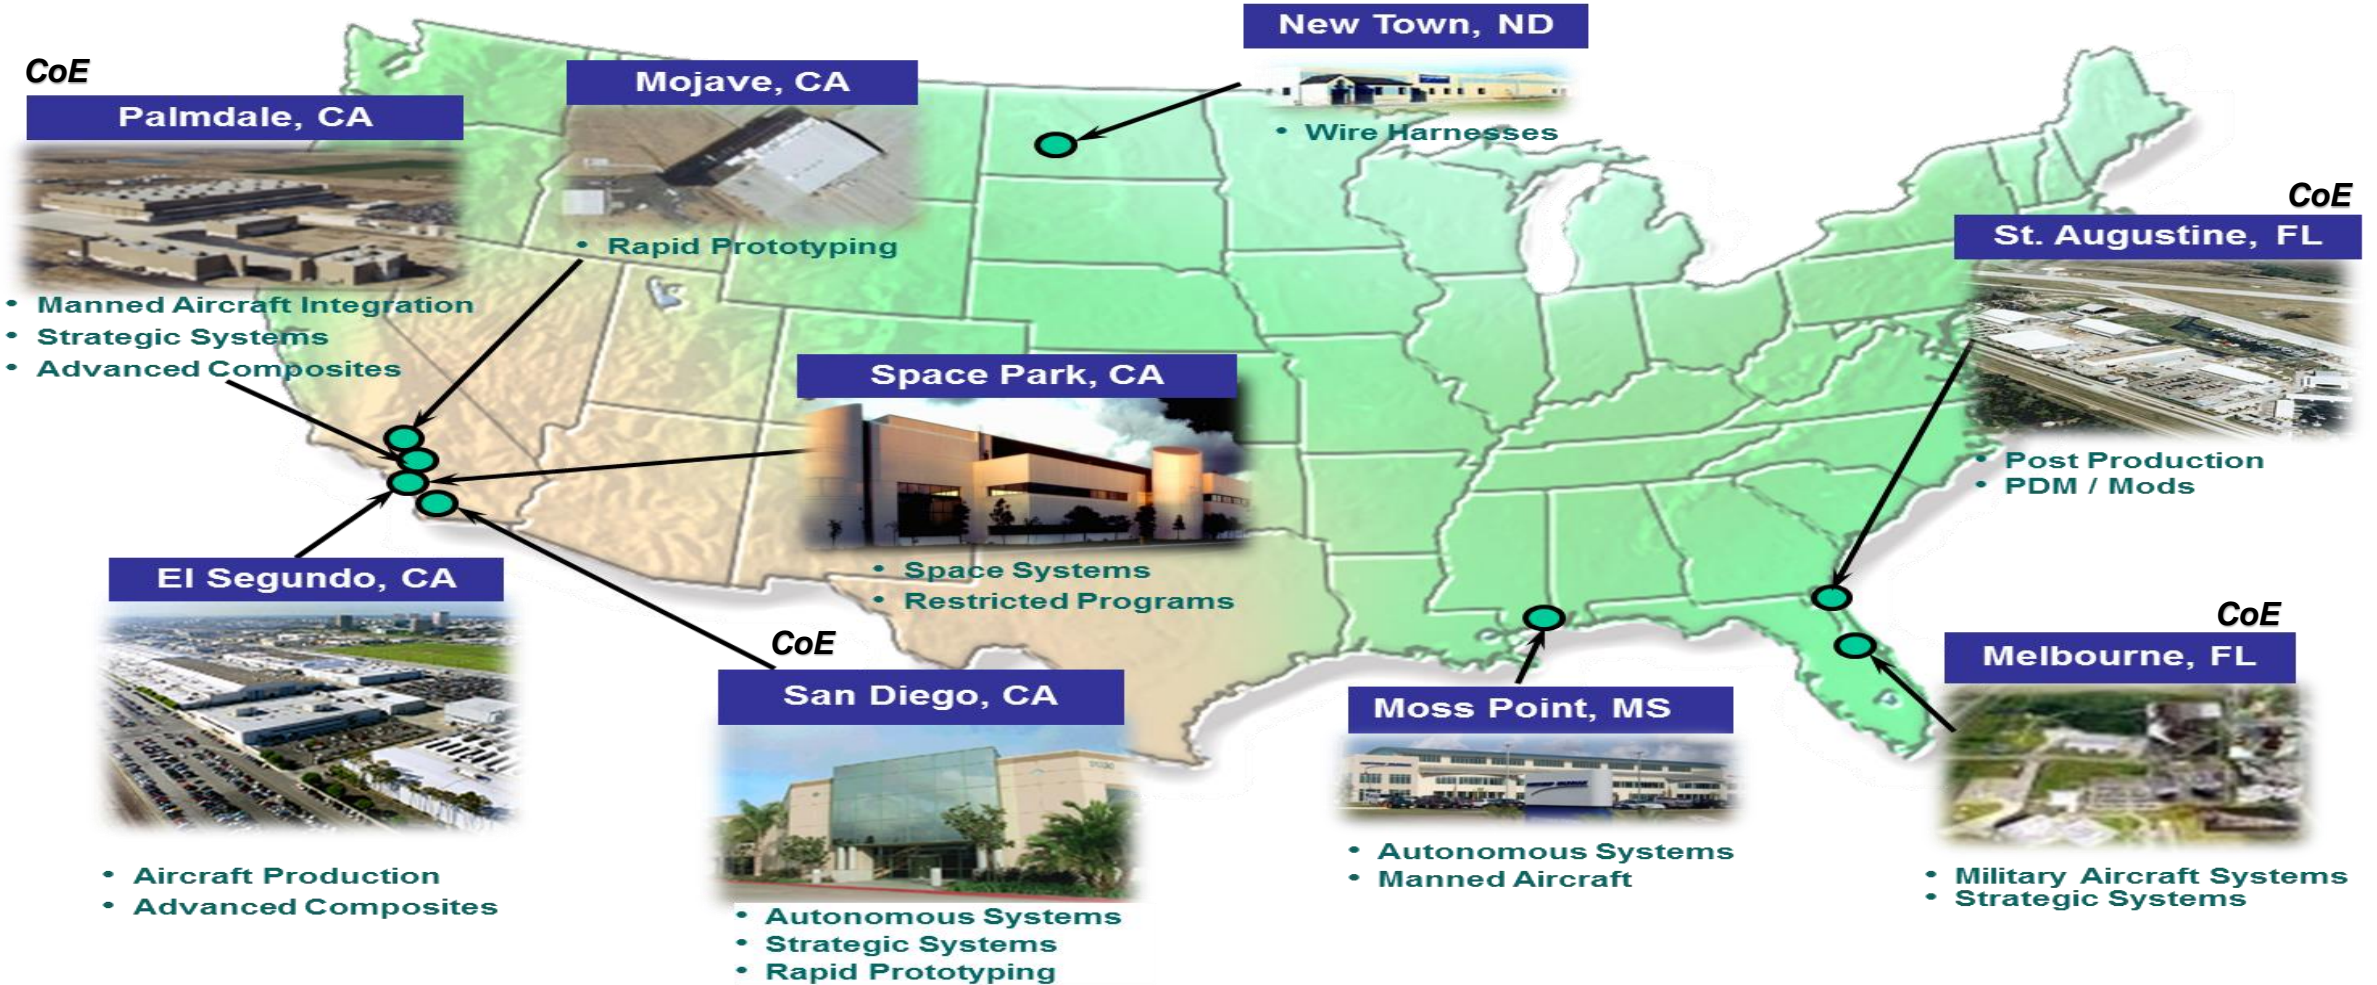 New Town, ND
• Wire Harnesses
Mojave, CA
• Rapid Prototyping
CoE
Palmdale, CA
• Manned Aircraft Integration
• Strategic Systems
• Advanced Composites
CoE
St. Augustine, FL
• Post Production
• PDM / Mods
Space Park, CA
• Space Systems
• Restricted Programs
El Segundo, CA
• Aircraft Production
• Advanced Composites
CoE
San Diego, CA
• Autonomous Systems
• Strategic Systems
• Rapid Prototyping
Moss Point, MS
• Autonomous Systems
• Manned Aircraft
CoE
Melbourne, FL
• Military Aircraft Systems
• Strategic Systems